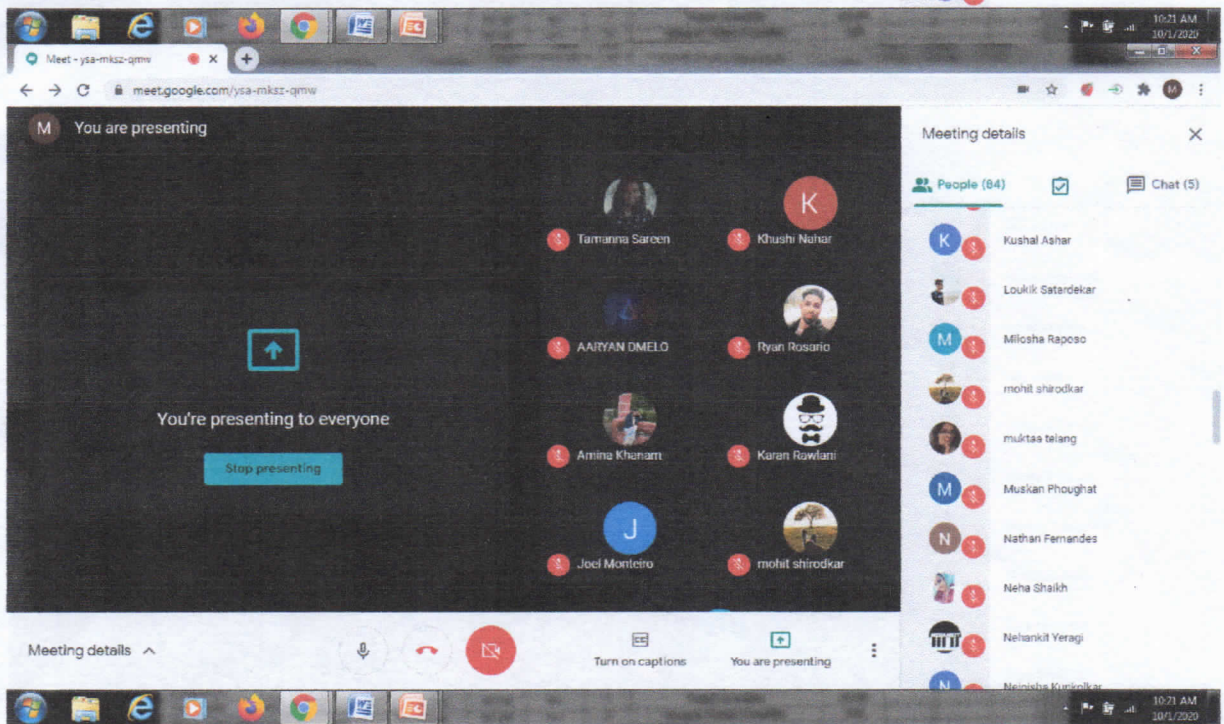 10:21 AM
10/1/2020
Meet - ysa-mksz-qmw
meet.google.com/ysa-mksz-qmw
M
M You are presenting
Meeting details
People (84)
Chat (5)
K
Tamanna Sareen
Khushi Nahar
AARYAN DMELO
Ryan Rosario
Amina Khanam
Karan Rawlani
J
Joel Monteiro
mohit shirodkar
You're presenting to everyone
Stop presenting
K Kushal Ashar
Loukik Satardekar
M Milosha Raposo
mohit shirodkar
muktaa telang
M Muskan Phoughat
N Nathan Fernandes
Neha Shaikh
Nehankit Yeragi
N
Meeting details
CC
Turn on captions
You are presenting
10:21 AM
10/1/2020